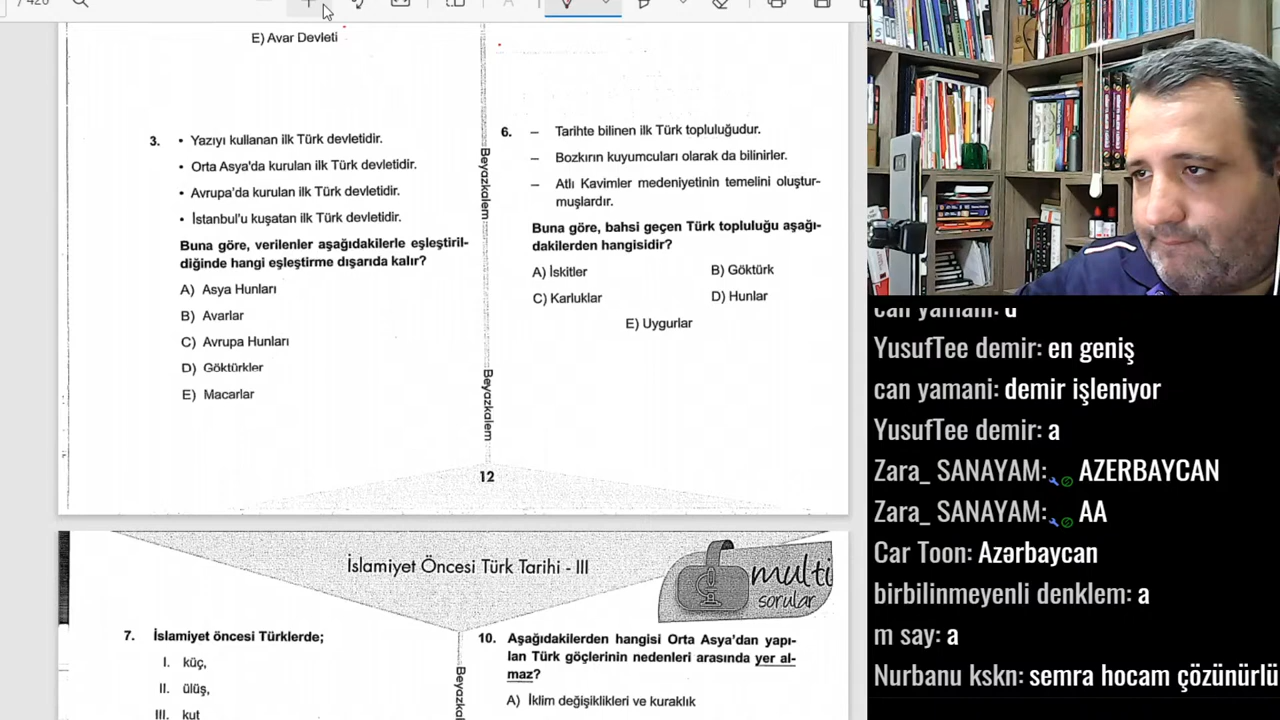 / 426
E) Avar Devleti
3. • Yazıyı kullanan ilk Türk devletidir.
• Orta Asya'da kurulan ilk Türk devletidir.
• Avrupa'da kurulan ilk Türk devletidir.
• İstanbul'u kuşatan ilk Türk devletidir.
Buna göre, verilenler aşağıdakilerle eşleştiril-
diğinde hangi eşleştirme dışarıda kalır?
A) Asya Hunları
B) Avarlar
C) Avrupa Hunları
D) Göktürkler
E) Macarlar
Beyazkalem
Beyazkalem
6. – Tarihte bilinen ilk Türk topluluğudur.
– Bozkırın kuyumcuları olarak da bilinirler.
– Atlı Kavimler medeniyetinin temelini oluştur-
muşlardır.
Buna göre, bahsi geçen Türk topluluğu aşağı-
dakilerden hangisidir?
A) İskitler B) Göktürk
C) Karluklar D) Hunlar
E) Uygurlar
12
İslamiyet Öncesi Türk Tarihi - III
multi
sorular
7. İslamiyet öncesi Türklerde;
I. küç,
II. ülüş,
III. kut
Beyazkal
10. Aşağıdakilerden hangisi Orta Asya'dan yapı-
lan Türk göçlerinin nedenleri arasında yer al-
maz?
A) İklim değişiklikleri ve kuraklık
can yamani: d
YusufTee demir: en geniş
can yamani: demir işleniyor
YusufTee demir: a
Zara_ SANAYAM: AZERBAYCAN
Zara_ SANAYAM: AA
Car Toon: Azərbaycan
birbilinmeyenli denklem: a
m say: a
Nurbanu kskn: semra hocam çözünürlü